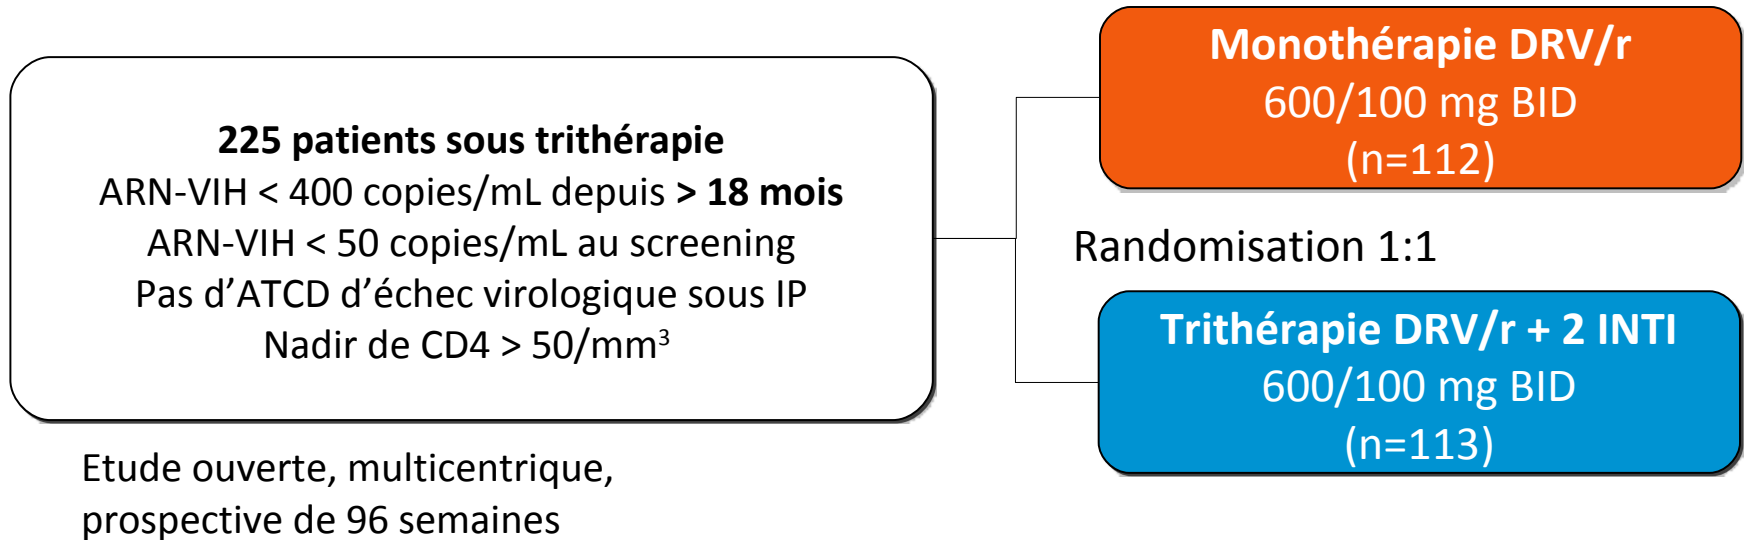 225 patients sous trithérapie
ARN-VIH < 400 copies/mL depuis > 18 mois
ARN-VIH < 50 copies/mL au screening
Pas d’ATCD d’échec virologique sous IP
Nadir de CD4 > 50/mm³
Etude ouverte, multicentrique,
prospective de 96 semaines
Monothérapie DRV/r
600/100 mg BID
(n=112)
Randomisation 1:1
Trithérapie DRV/r + 2 INTI
600/100 mg BID
(n=113)